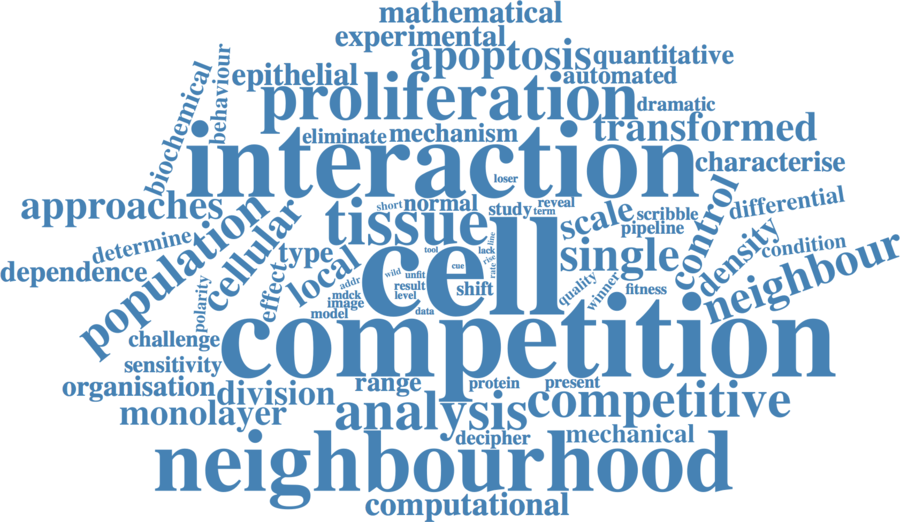 mathematical
experimental
apoptosis
quantitative
epithelial
automated
biochemical
behaviour
proliferation
dramatic
eliminate
mechanism
transformed
interaction
characterise
loser
approaches
population
cellular
short
normal
study
term
reveal
scale
scribble
pipeline
control
differential
determine
tissue
dependence
type
local
cell
tool
lack
line
rise
rate
cue
single
density
condition
neighbour
polarity
effect
addr
wild
unfit
mdck
result
image
level
model
data
shift
quality
winner
fitness
challenge
competition
sensitivity
organisation
division
range
protein
present
monolayer
analysis
competitive
decipher
mechanical
neighbourhood
computational